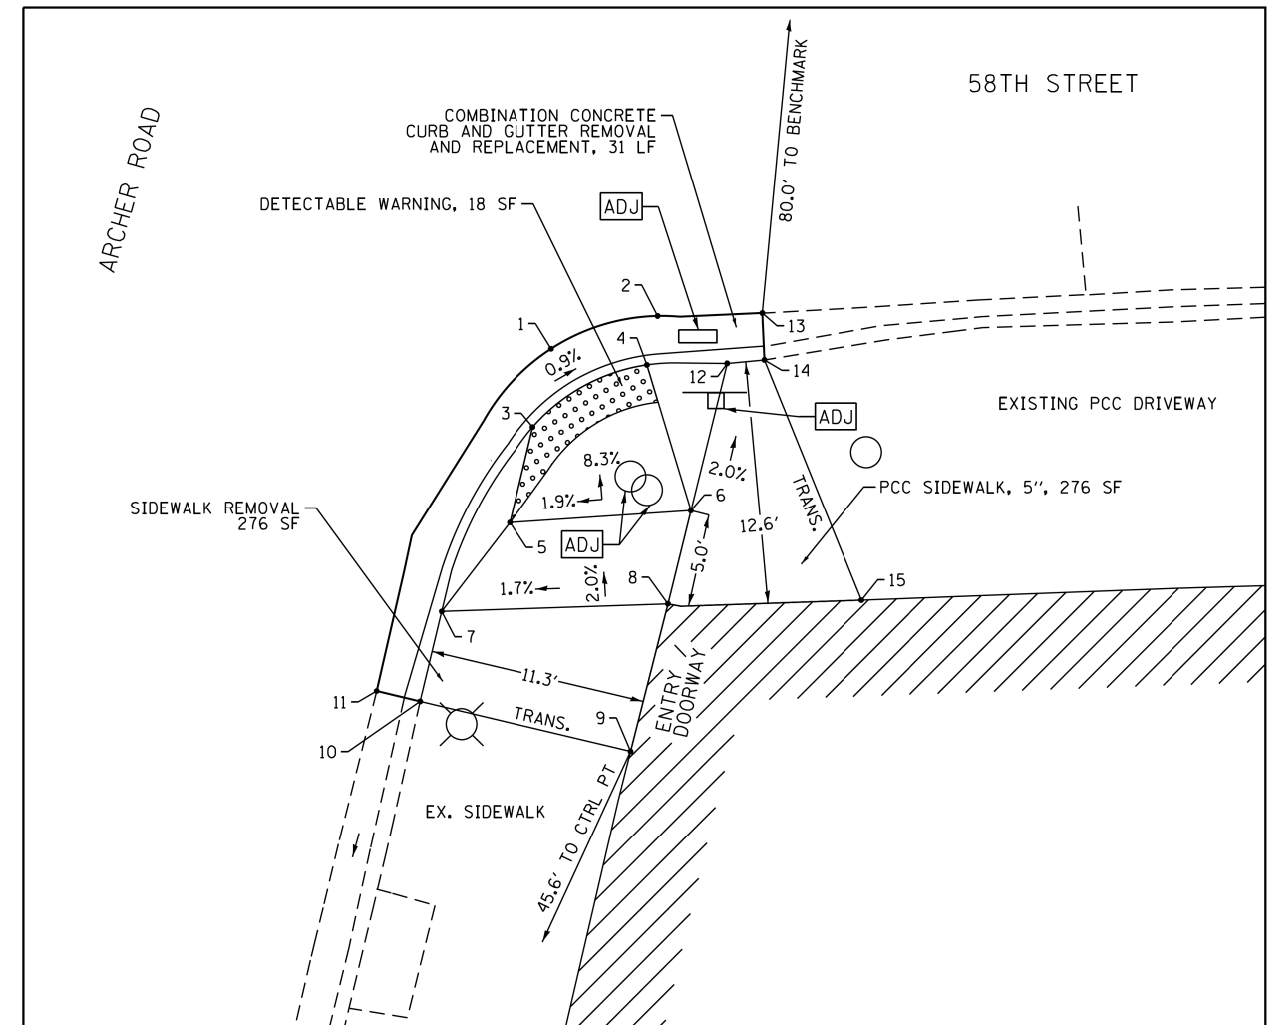 58TH STREET
ARCHER ROAD
80.0' TO BENCHMARK
COMBINATION CONCRETE
CURB AND GUTTER REMOVAL
AND REPLACEMENT, 31 LF
DETECTABLE WARNING, 18 SF
ADJ
2
1
13
4
0.9%
12
14
3
EXISTING PCC DRIVEWAY
ADJ
8.3%
2.0%
1.9%
6
TRANS.
PCC SIDEWALK, 5", 276 SF
SIDEWALK REMOVAL
276 SF
12.6'
5
ADJ
5.0'
8
15
1.7%
2.0%
7
11.3'
ENTRY /
DOORWAY
11
TRANS.
9
10
EX. SIDEWALK
45.6' TO CTRL PT